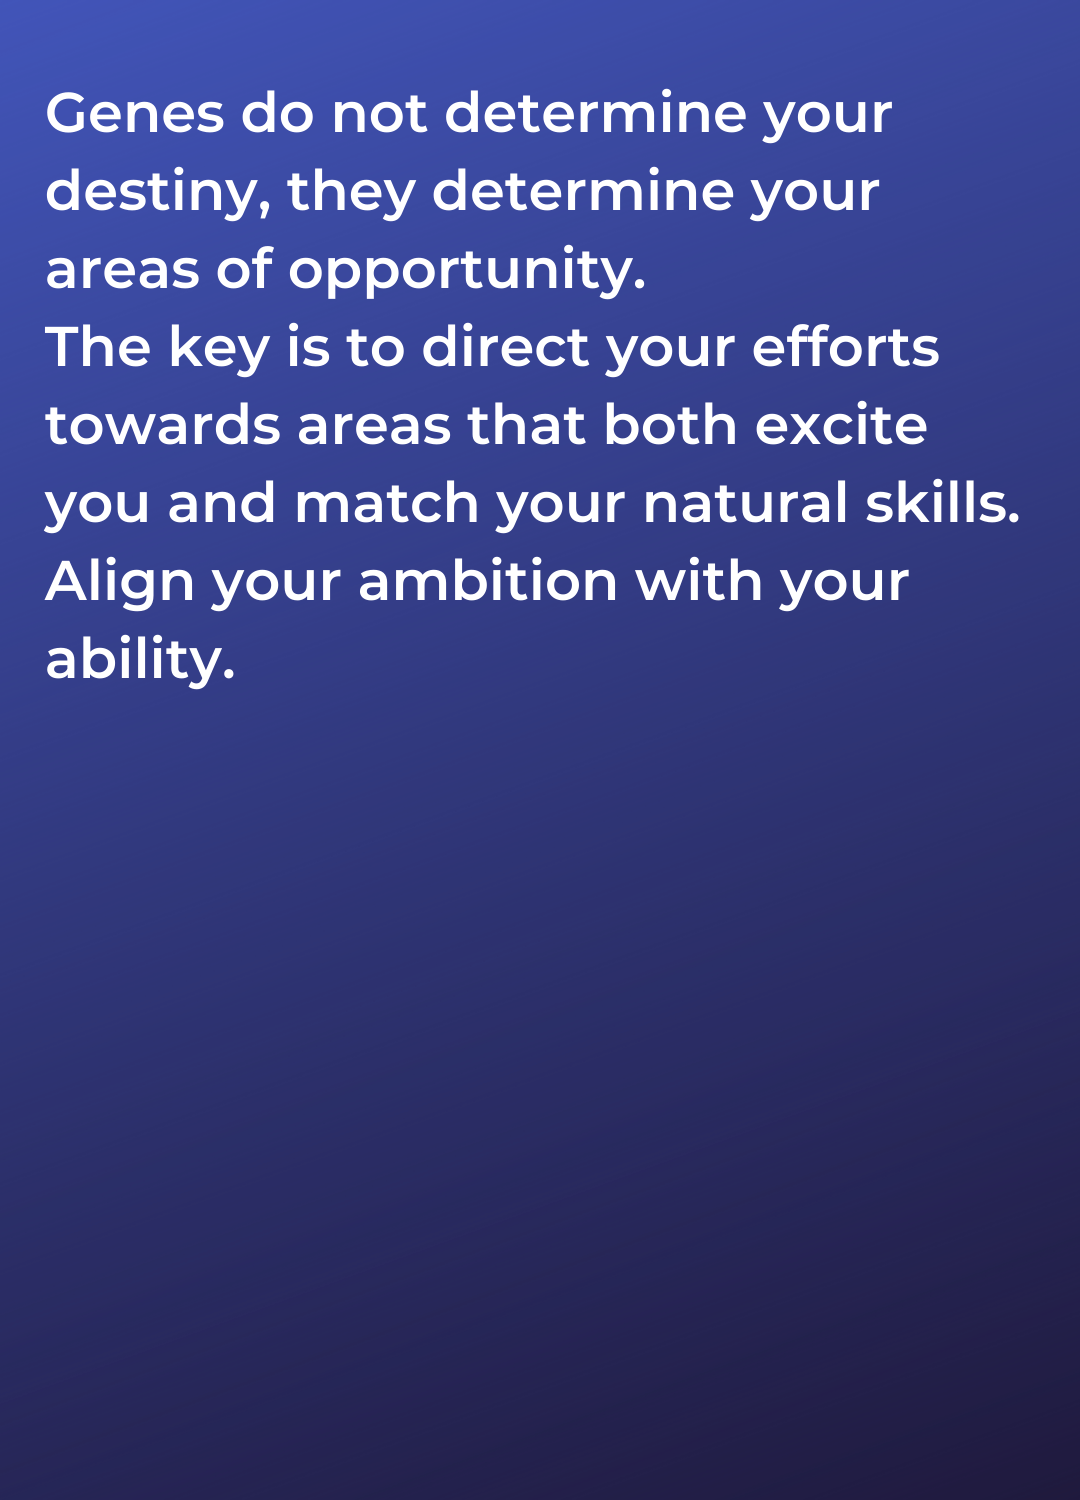 Genes do not determine your
destiny, they determine your
areas of opportunity.
The key is to direct your efforts
towards areas that both excite
you and match your natural skills.
Align your ambition with your
ability.